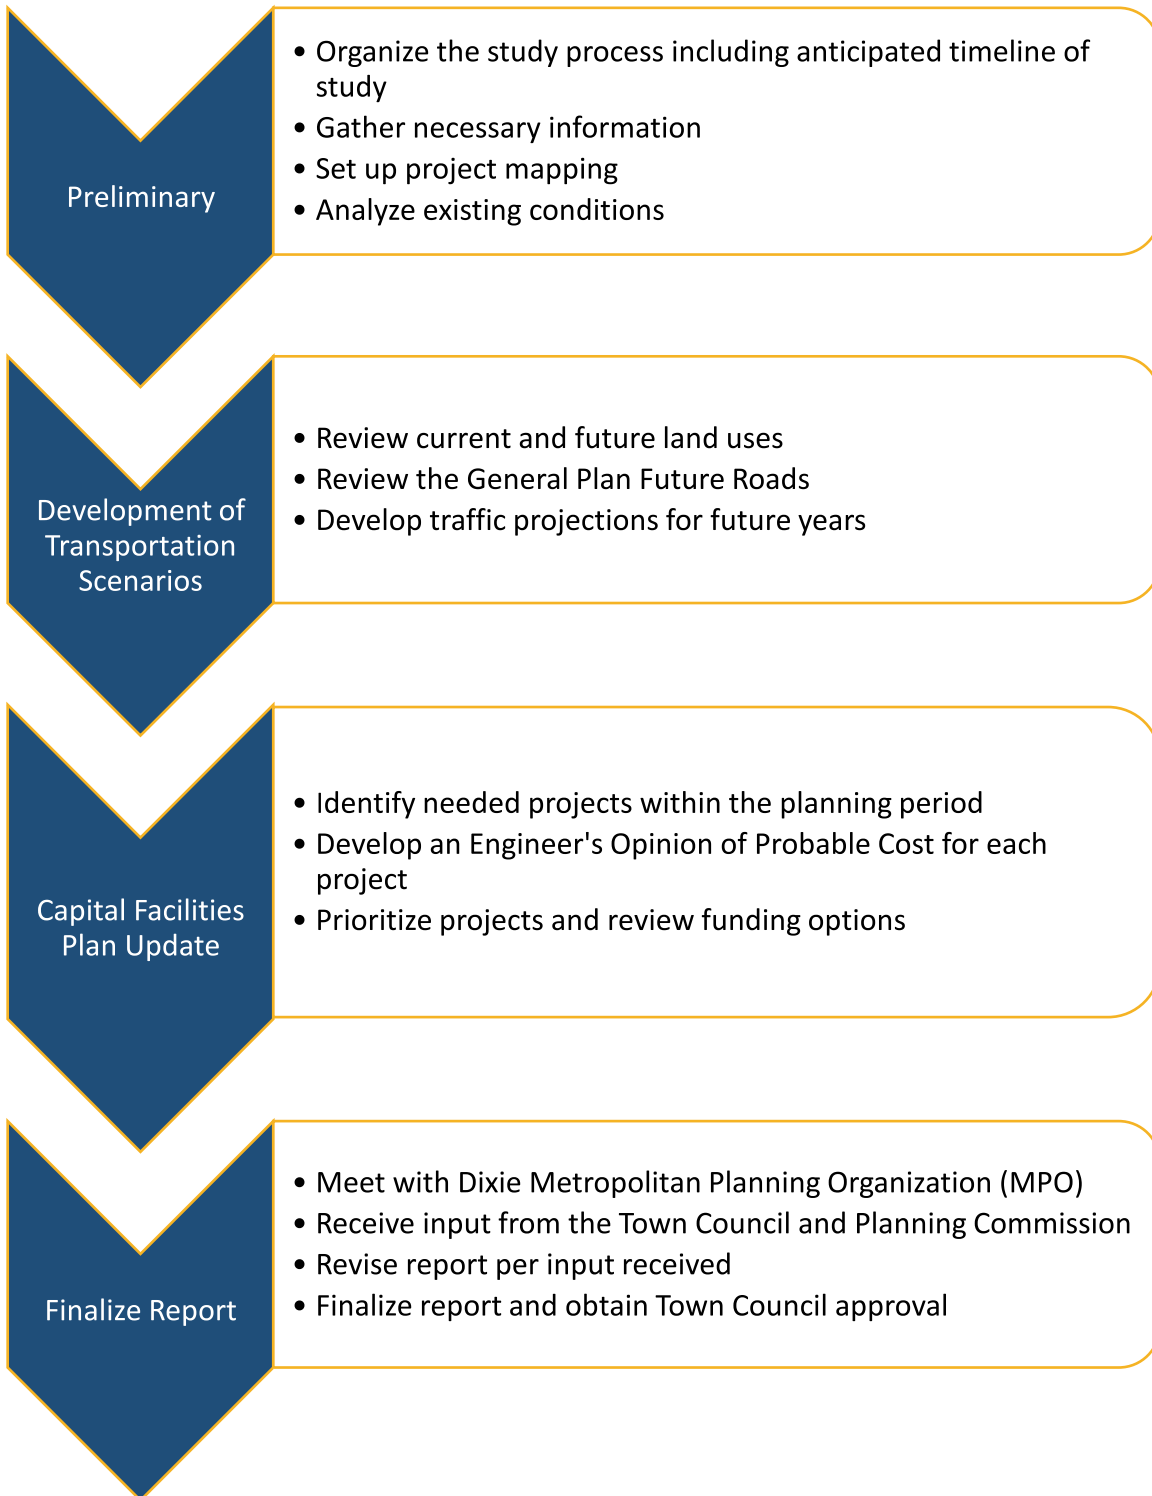 Preliminary
• Organize the study process including anticipated timeline of
study
• Gather necessary information
• Set up project mapping
• Analyze existing conditions
Development of
Transportation
Scenarios
• Review current and future land uses
• Review the General Plan Future Roads
• Develop traffic projections for future years
Capital Facilities
Plan Update
• Identify needed projects within the planning period
• Develop an Engineer's Opinion of Probable Cost for each
project
• Prioritize projects and review funding options
Finalize Report
• Meet with Dixie Metropolitan Planning Organization (MPO)
• Receive input from the Town Council and Planning Commission
• Revise report per input received
• Finalize report and obtain Town Council approval